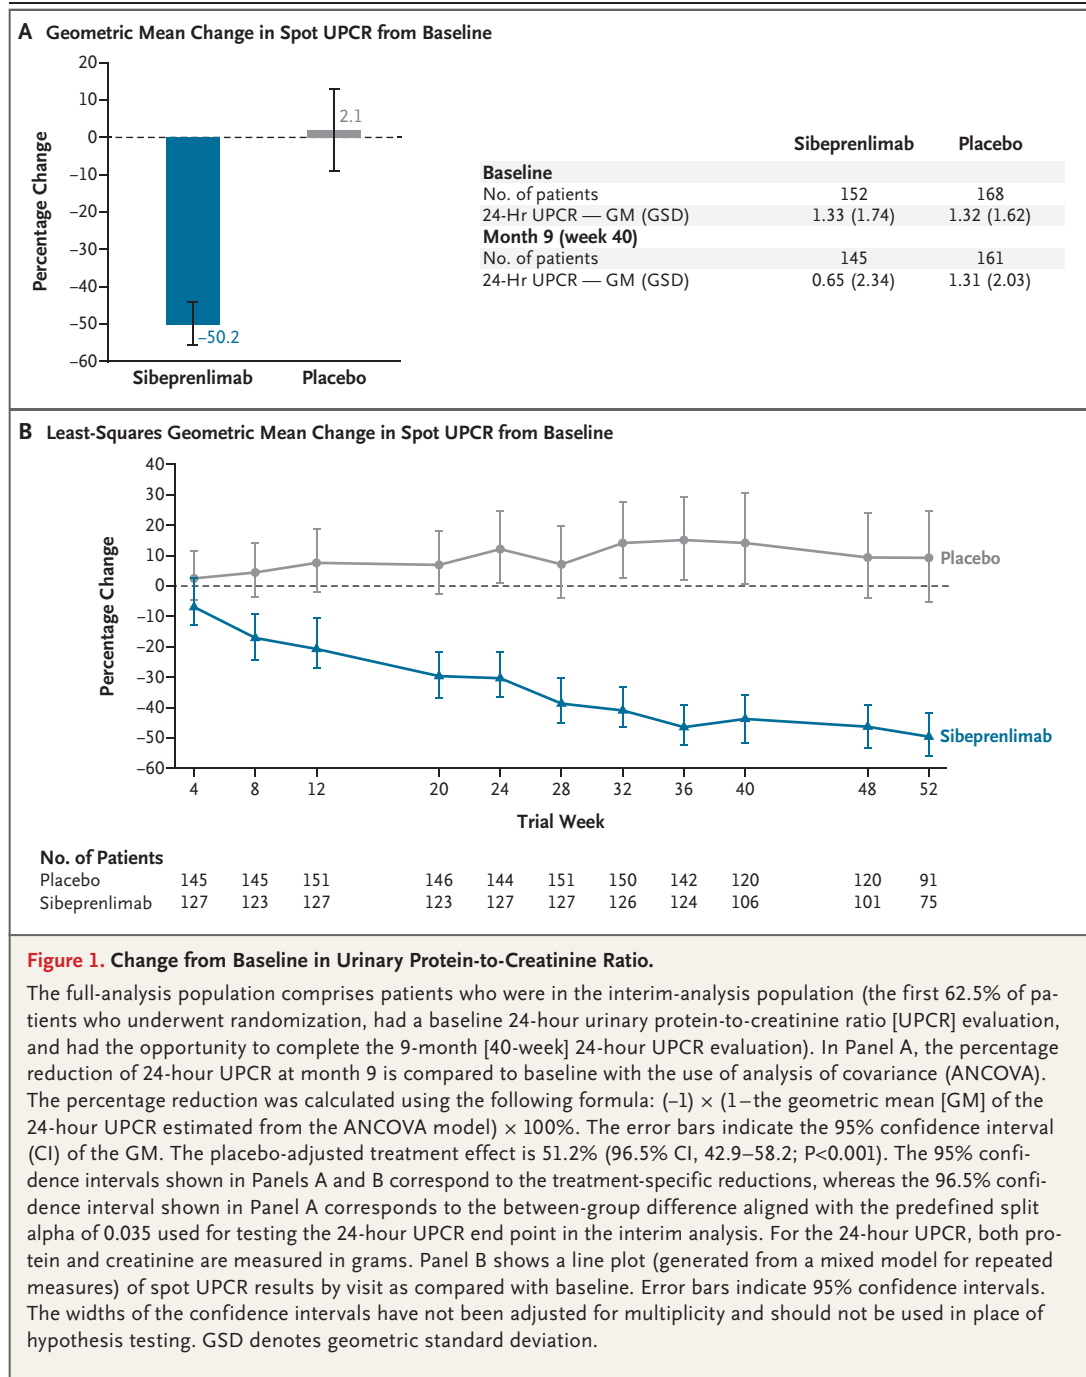 A Geometric Mean Change in Spot UPCR from Baseline
Percentage Change
20
10
0
–10
–20
–30
–40
–50
–60
2.1
–50.2
Sibeprenlimab Placebo
Sibeprenlimab Placebo
Baseline
No. of patients 152 168
24-Hr UPCR — GM (GSD) 1.33 (1.74) 1.32 (1.62)
Month 9 (week 40)
No. of patients 145 161
24-Hr UPCR — GM (GSD) 0.65 (2.34) 1.31 (2.03)
B Least-Squares Geometric Mean Change in Spot UPCR from Baseline
Percentage Change
40
30
20
10
0
–10
–20
–30
–40
–50
–60
Placebo
Sibeprenlimab
4 8 12 20 24 28 32 36 40 48 52
Trial Week
No. of Patients
Placebo 145 145 151 146 144 151 150 142 120 120 91
Sibeprenlimab 127 123 127 123 127 127 126 124 106 101 75
Figure 1. Change from Baseline in Urinary Protein-to-Creatinine Ratio.
The full-analysis population comprises patients who were in the interim-analysis population (the first 62.5% of pa-
tients who underwent randomization, had a baseline 24-hour urinary protein-to-creatinine ratio [UPCR] evaluation,
and had the opportunity to complete the 9-month [40-week] 24-hour UPCR evaluation). In Panel A, the percentage
reduction of 24-hour UPCR at month 9 is compared to baseline with the use of analysis of covariance (ANCOVA).
The percentage reduction was calculated using the following formula: (–1) × (1–the geometric mean [GM] of the
24-hour UPCR estimated from the ANCOVA model) × 100%. The error bars indicate the 95% confidence interval
(CI) of the GM. The placebo-adjusted treatment effect is 51.2% (96.5% CI, 42.9–58.2; P<0.001). The 95% confi-
dence intervals shown in Panels A and B correspond to the treatment-specific reductions, whereas the 96.5% confi-
dence interval shown in Panel A corresponds to the between-group difference aligned with the predefined split
alpha of 0.035 used for testing the 24-hour UPCR end point in the interim analysis. For the 24-hour UPCR, both pro-
tein and creatinine are measured in grams. Panel B shows a line plot (generated from a mixed model for repeated
measures) of spot UPCR results by visit as compared with baseline. Error bars indicate 95% confidence intervals.
The widths of the confidence intervals have not been adjusted for multiplicity and should not be used in place of
hypothesis testing. GSD denotes geometric standard deviation.